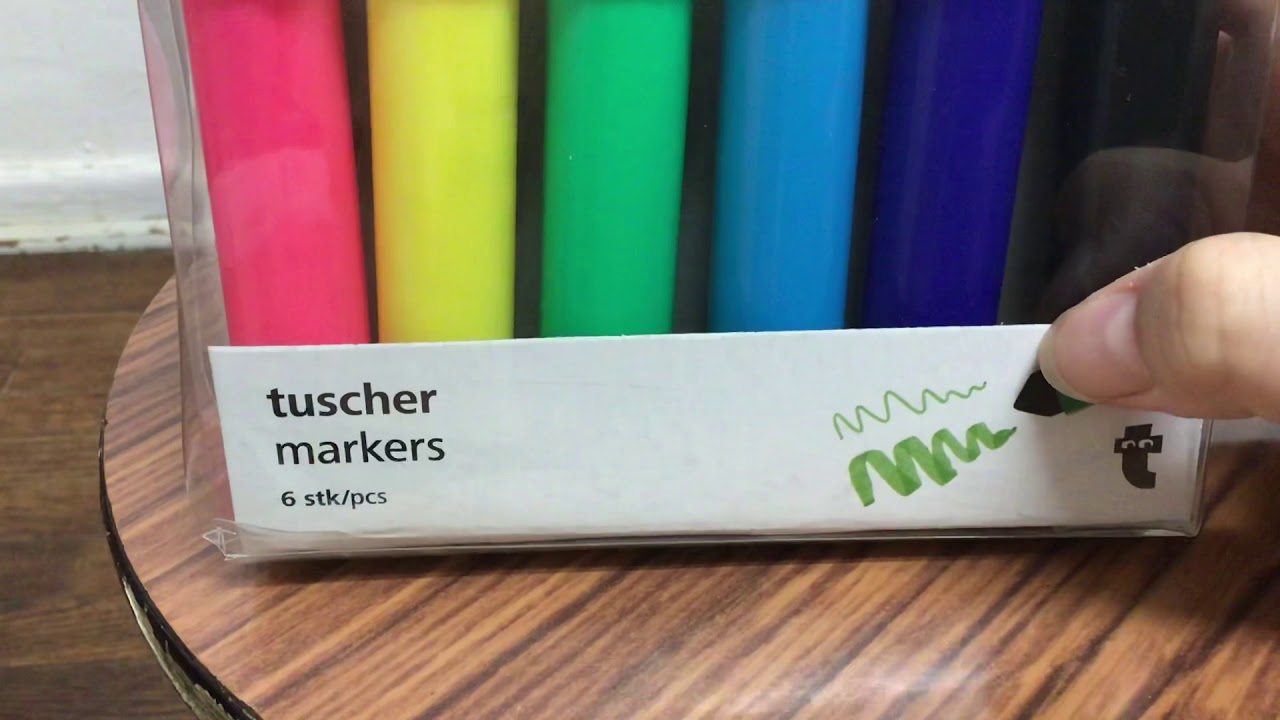 tuscher
markers
6 stk/pcs
t